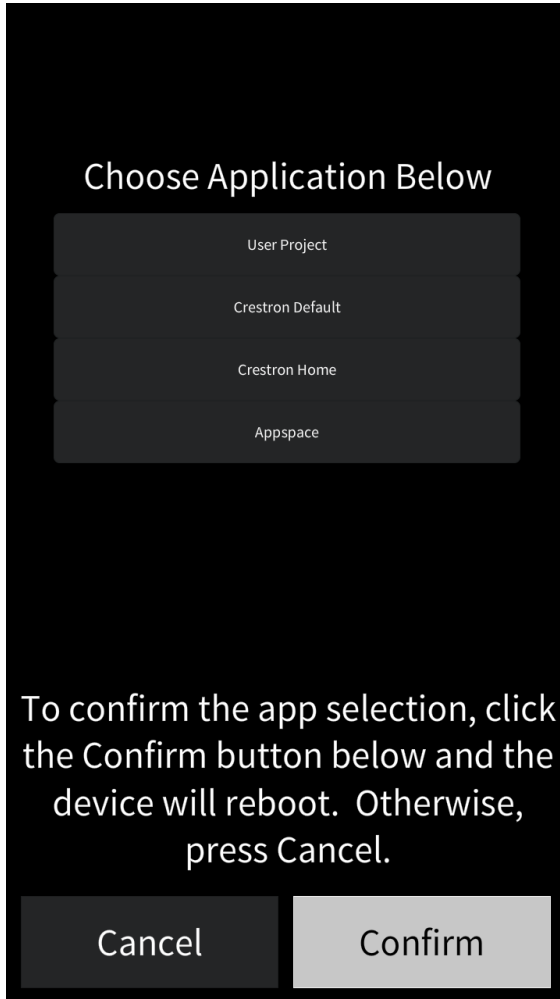 Choose Application Below
User Project
Crestron Default
Crestron Home
Appspace
To confirm the app selection, click
the Confirm button below and the
device will reboot.  Otherwise,
press Cancel.
Cancel
Confirm